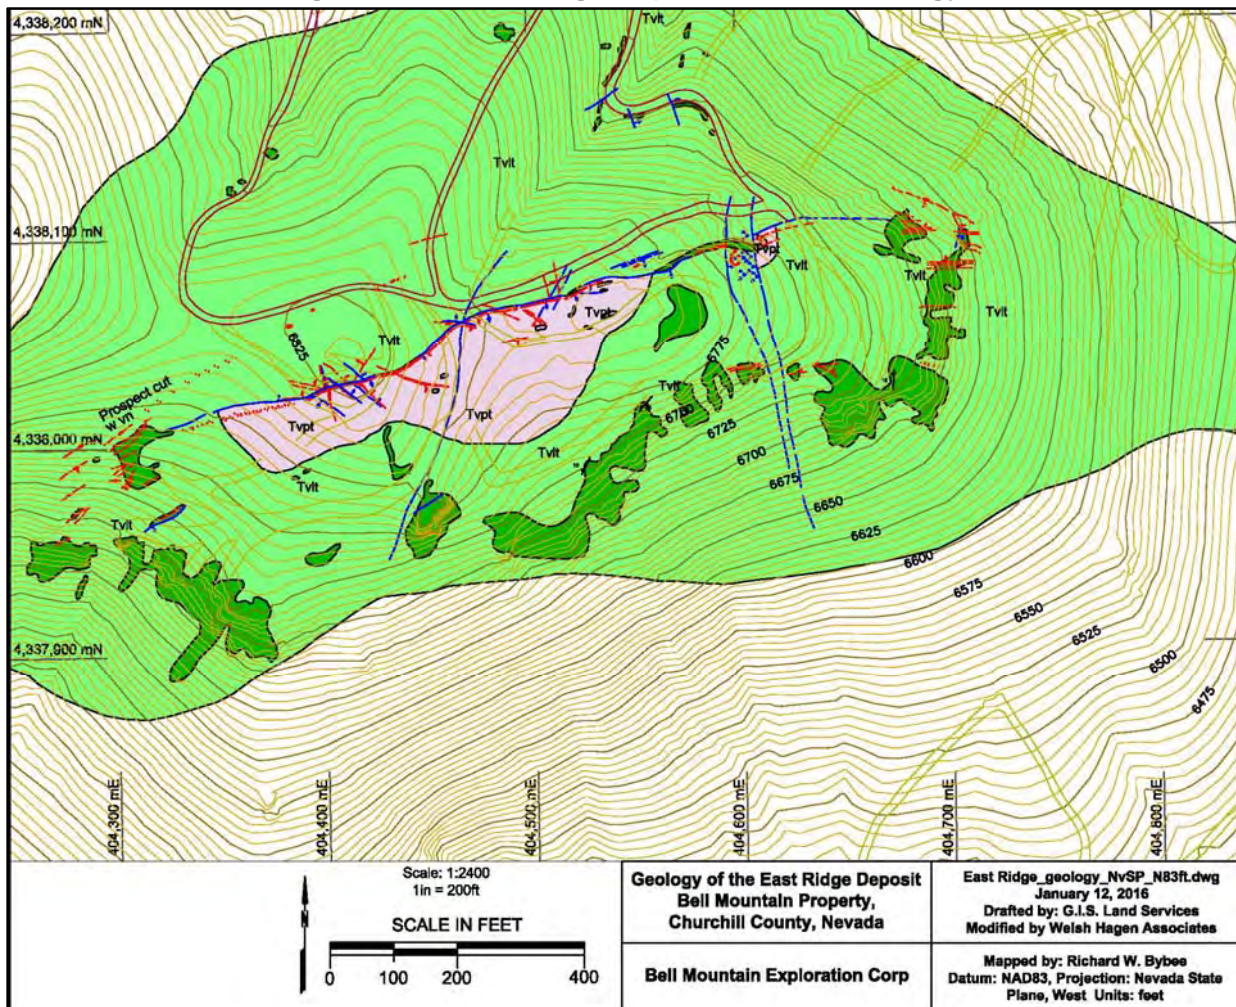 4,338,200 mN
Tvlt
Tvlt
Tvlt
4,338,100 mN
Tvpt
Tvlt
Tvlt
Tvlt
Tvpt
6825
Tvlt
6775
Prospect cut
w vn
Tvlt
6750
Tvpt
Tvpt
6725
4,338,000 mN
Tvlt
6700
Tvlt
6675
6650
Tvlt
6625
6600
6575
6550
6525
4,337,900 mN
6500
6475
404,300 mE
404,400 mE
404,500 mE
404,600 mE
404,700 mE
404,800 mE
N
Scale: 1:2400
1in = 200ft
SCALE IN FEET
0 100 200 400
Geology of the East Ridge Deposit
Bell Mountain Property,
Churchill County, Nevada
Bell Mountain Exploration Corp
East Ridge_geology_NvSP_N83ft.dwg
January 12, 2016
Drafted by: G.I.S. Land Services
Modified by Welsh Hagen Associates
Mapped by: Richard W. Bybee
Datum: NAD83, Projection: Nevada State
Plane, West Units: feet